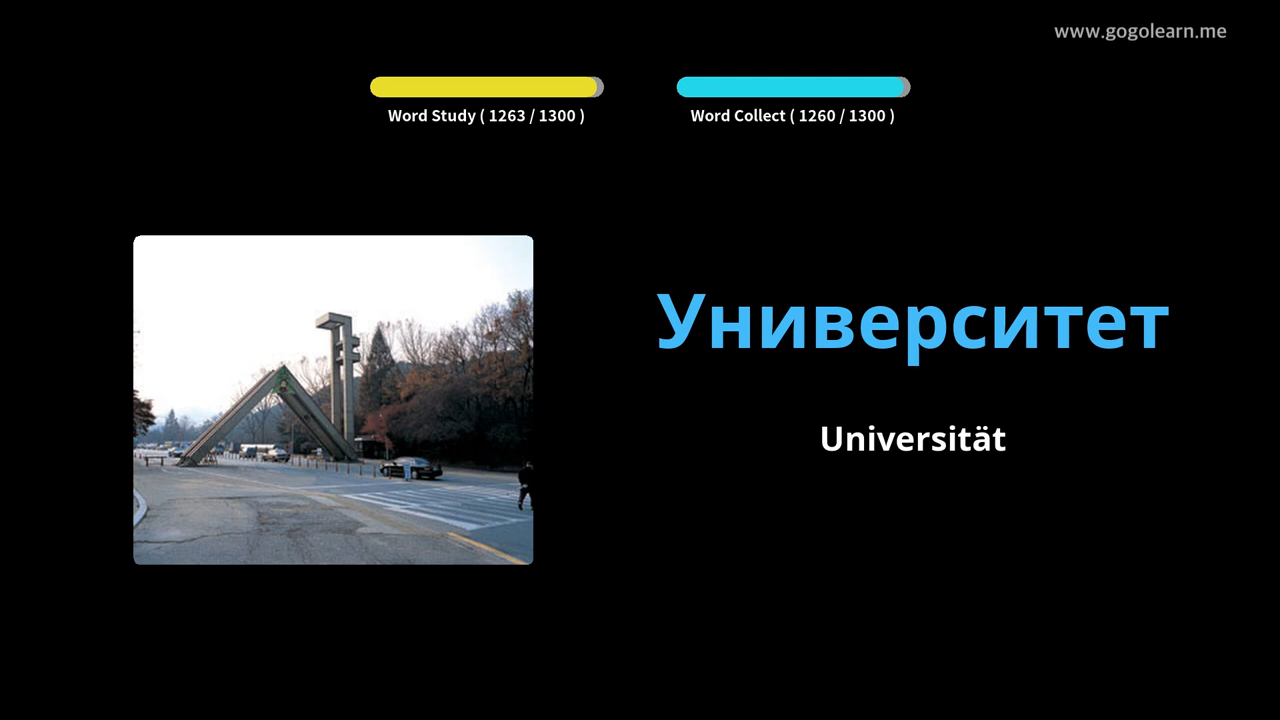 www.gogolearn.me
Word Study ( 1263 / 1300 )
Word Collect ( 1260 / 1300 )
Университет
Universität